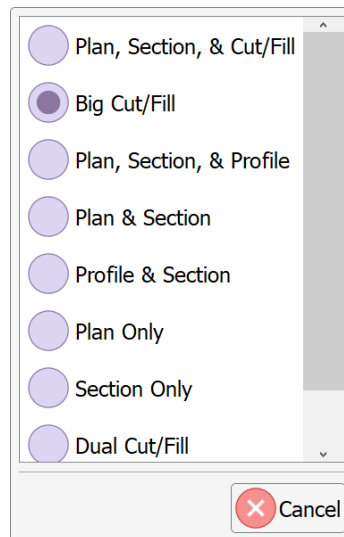 Plan, Section, & Cut/Fill
Big Cut/Fill
Plan, Section, & Profile
Plan & Section
Profile & Section
Plan Only
Section Only
Dual Cut/Fill
Cancel